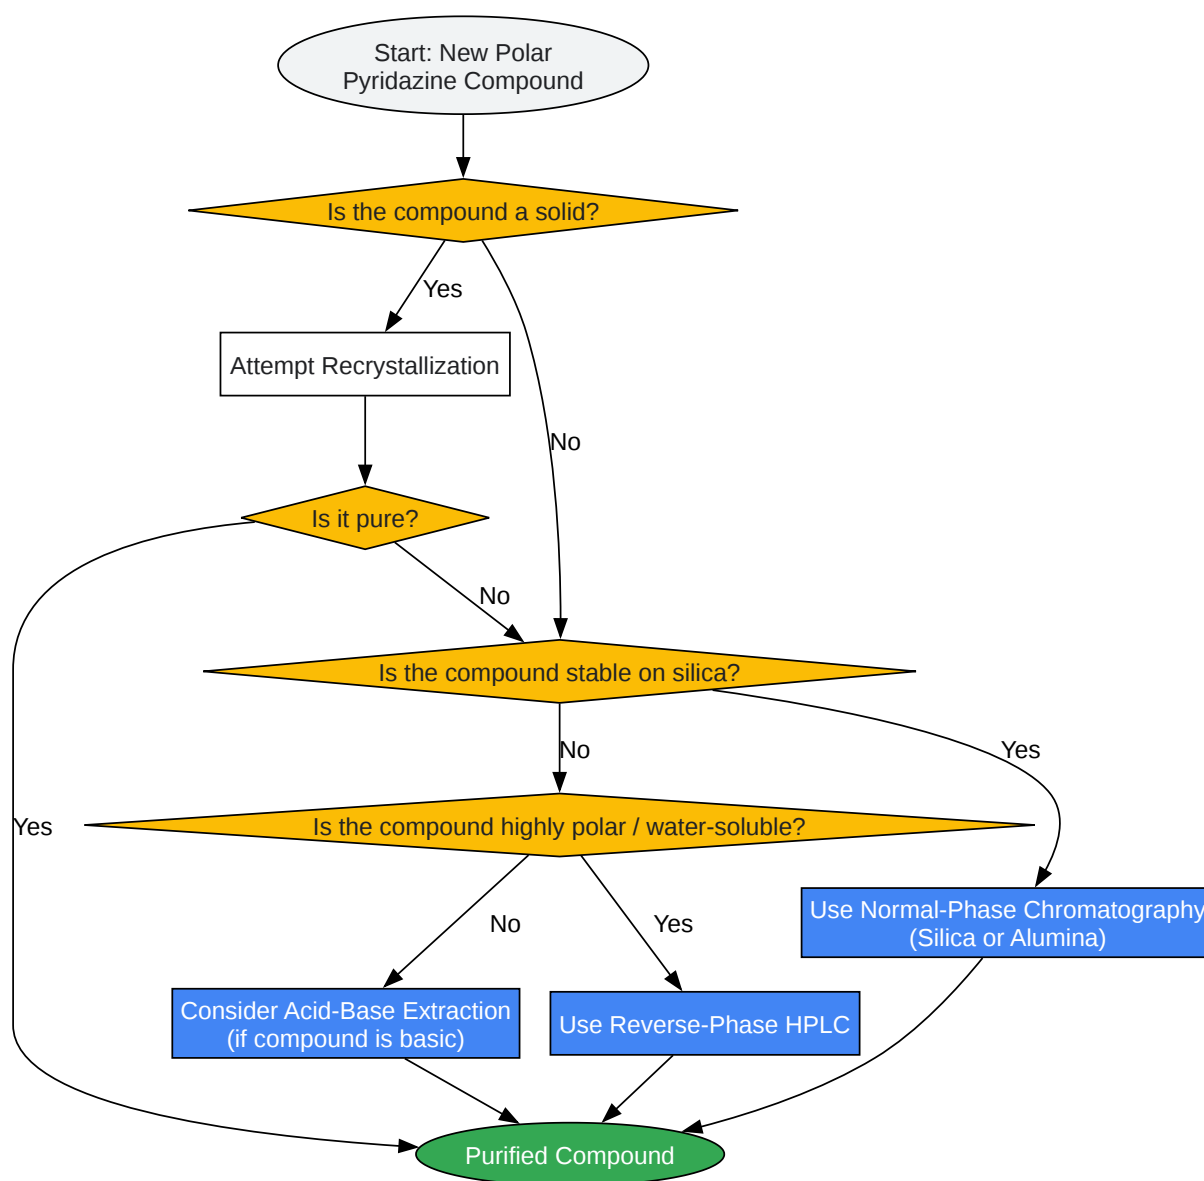 Start: New Polar
Pyridazine Compound
Is the compound a solid?
Yes
Attempt Recrystallization
No
Is it pure?
No
Is the compound stable on silica?
No
Yes
Yes
Is the compound highly polar / water-soluble?
No
Yes
Use Normal-Phase Chromatography
(Silica or Alumina)
Consider Acid-Base Extraction
(if compound is basic)
Use Reverse-Phase HPLC
Purified Compound